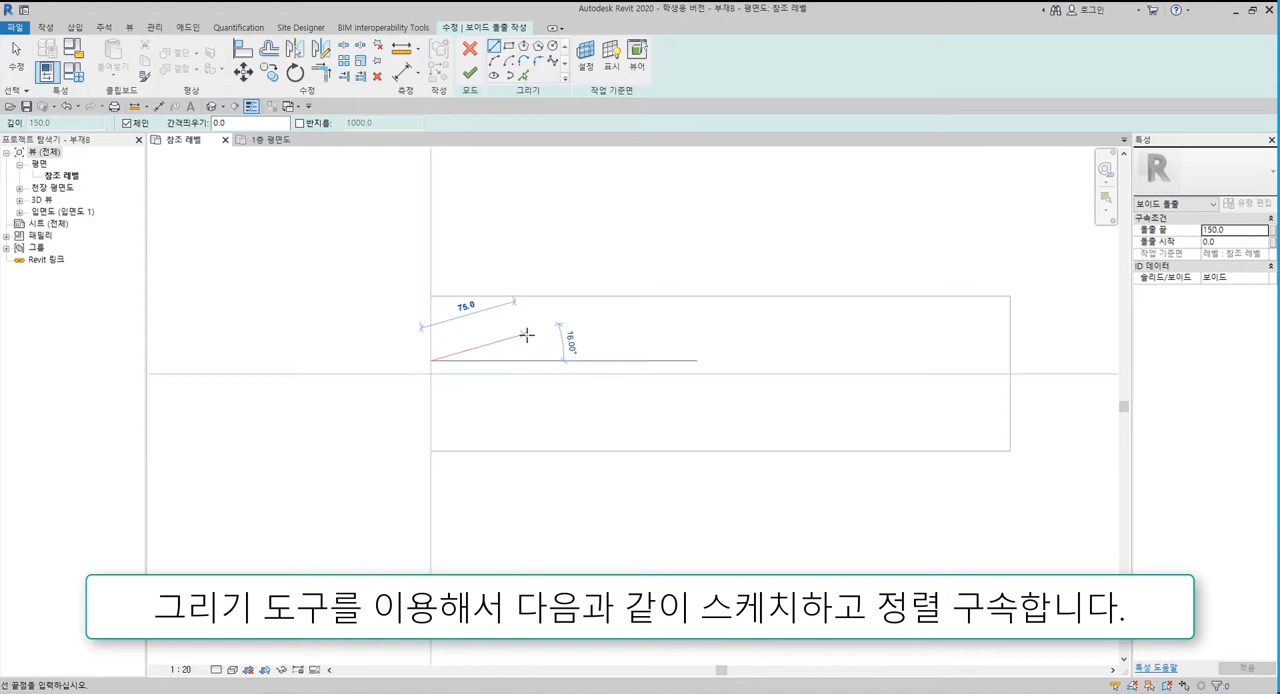 Autodesk Revit 2020 - 학생용 버전 - 부재B - 평면도: 참조 레벨
로그인
파일 작성 삽입 주석 뷰 관리 애드인 Quantification Site Designer BIM Interoperability Tools 수정 | 보이드 돌출 작성
수정 붙여넣기 절단 결합 설정 표시 뷰어
선택 특성 클립보드 형상 수정 측정 작성 모드 그리기 작업 기준면
깊이 150.0 체인 간격띄우기: 0.0 반지름: 1000.0
프로젝트 탐색기 - 부재B
참조 레벨
1층 평면도
특성
뷰 (전체)
평면
참조 레벨
천장 평면도
3D 뷰
입면도 (입면도 1)
시트 (전체)
패밀리
그룹
Revit 링크
75.0
16.00°
보이드 돌출 유형 편집
구속조건
돌출 끝 150.0
돌출 시작 0.0
작업 기준면 레벨 : 참조 레벨
ID 데이터
솔리드/보이드 보이드
그리기 도구를 이용해서 다음과 같이 스케치하고 정렬 구속합니다.
1 : 20
특성 도움말 적용
선 끝점을 입력하십시오.
:0